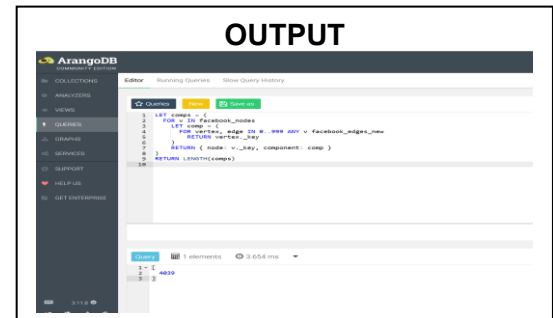 OUTPUT
ArangoDB
COMMUNITY EDITION
COLLECTIONS
ANALYZERS
VIEWS
QUERIES
GRAPHS
SERVICES
SUPPORT
HELP US
GET ENTERPRISE
3.11.8
Editor Running Queries Slow Query History
Queries New Save as
1 LET comps = (
2 FOR v IN facebook_nodes
3 LET comp = (
4 FOR vertex, edge IN 0..999 ANY v facebook_edges_new
5 RETURN vertex._key
6 )
7 RETURN { node: v._key, component: comp }
8 )
9 RETURN LENGTH(comps)
10
Query 1 elements 3.654 ms
1 [
2 4039
3 ]